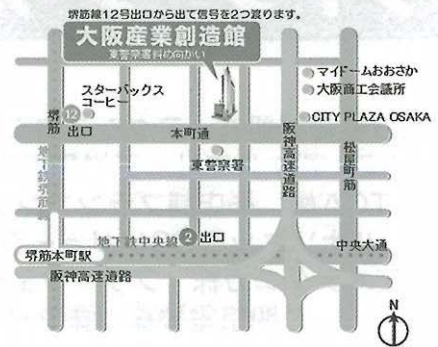 堺筋線12号出口から出て信号を2つ渡ります。
大阪産業創造館
東警察署斜め向かい
マイドームおおさか
大阪商工会議所
CITY PLAZA OSAKA
スターバックス
コーヒー
堺筋
12
出口
本町通
東警察署
阪神高速道路
松屋町筋
地下鉄中央線
2
出口
中央大通
堺筋本町駅
阪神高速道路
N